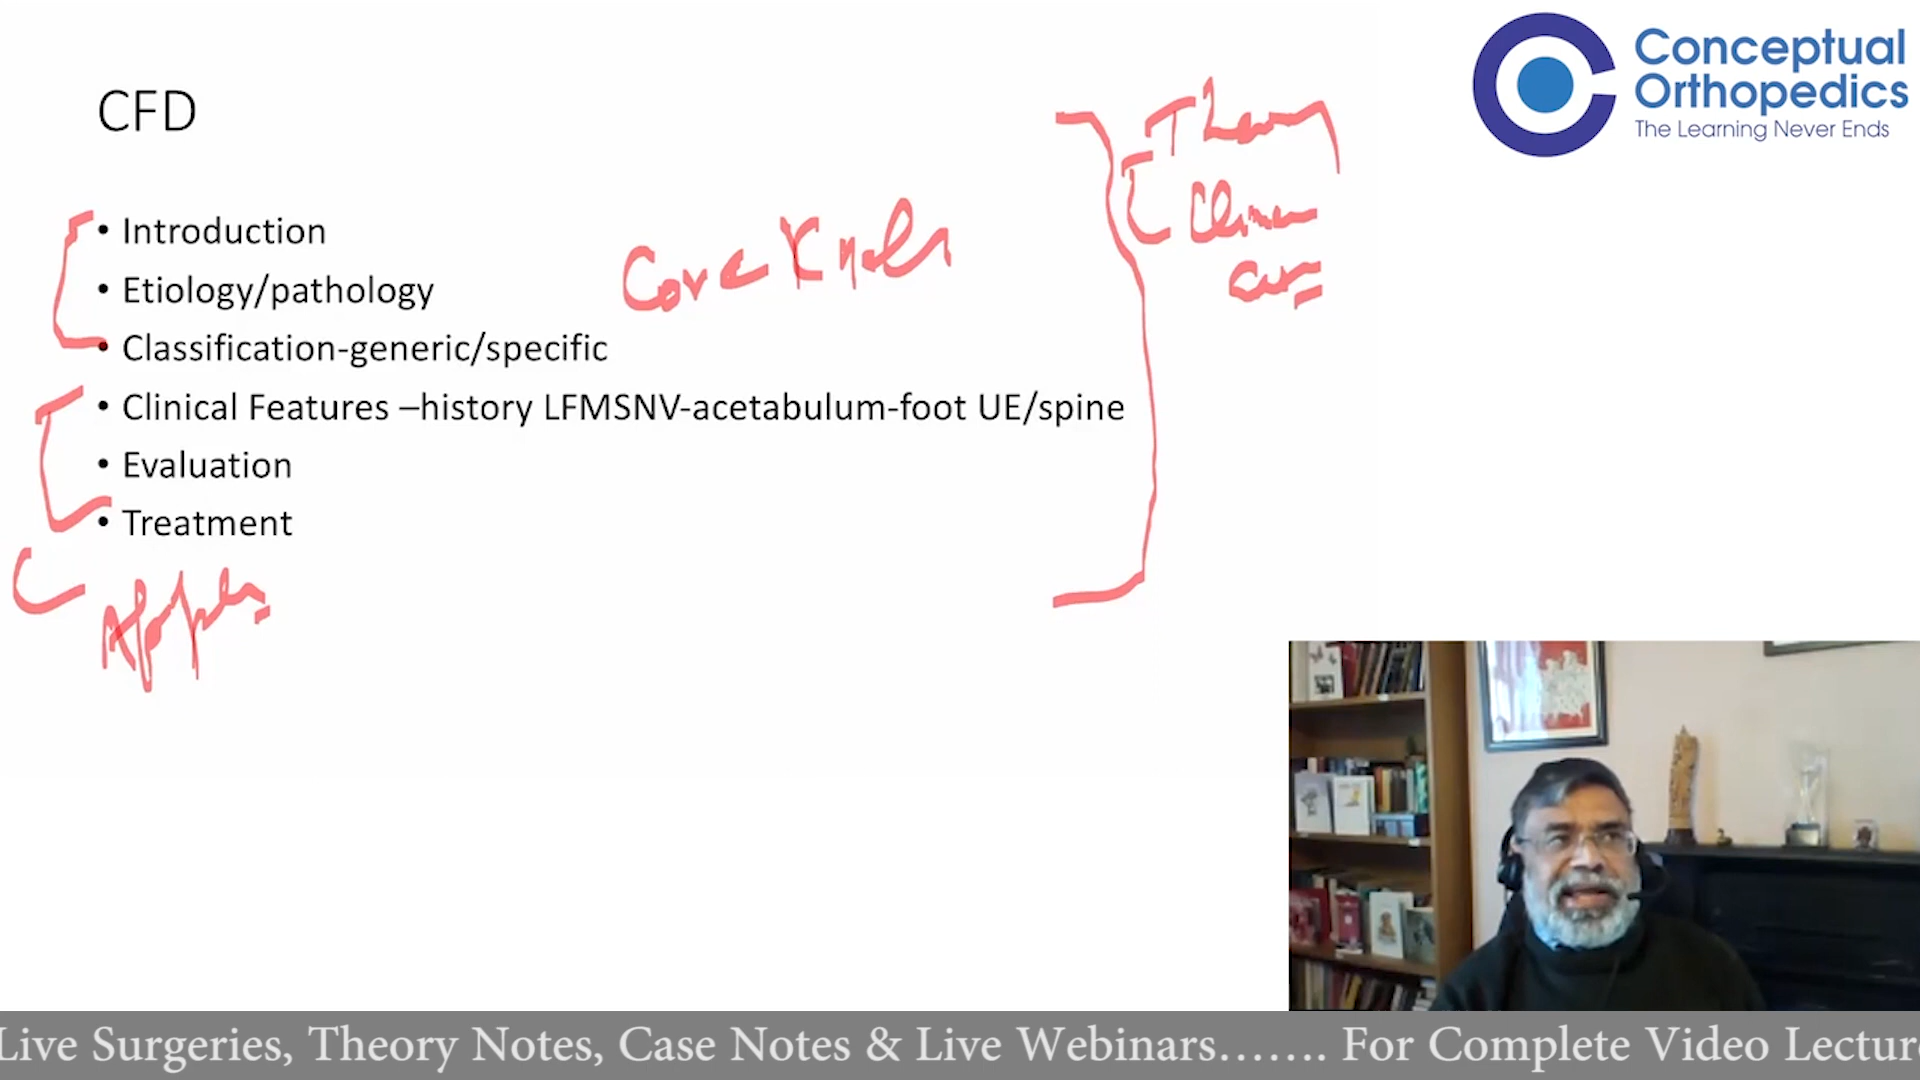 Conceptual
Orthopedics
The Learning Never Ends
CFD
Theory
Core
• Introduction
• Etiology/pathology
• Classification-generic/specific
• Clinical Features –history LFMSNV-acetabulum-foot UE/spine
• Evaluation
• Treatment
Live Surgeries, Theory Notes, Case Notes & Live Webinars....... For Complete Video Lectur